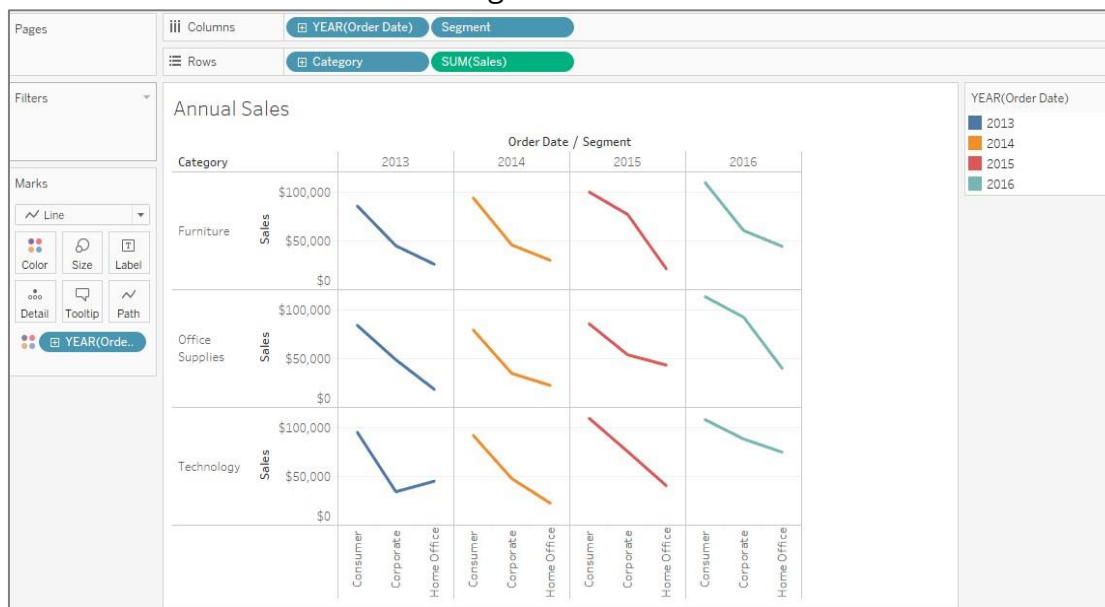 Pages
Columns
YEAR(Order Date)
Segment
Rows
Category
SUM(Sales)
Filters
Marks
Line
Color
Size
Label
Detail
Tooltip
Path
YEAR(Orde..
Annual Sales
Order Date / Segment
Category
2013
2014
2015
2016
Furniture
Sales
$100,000
$50,000
$0
Office
Supplies
Sales
$100,000
$50,000
$0
Technology
Sales
$100,000
$50,000
$0
Consumer
Corporate
Home Office
Consumer
Corporate
Home Office
Consumer
Corporate
Home Office
Consumer
Corporate
Home Office
YEAR(Order Date)
2013
2014
2015
2016